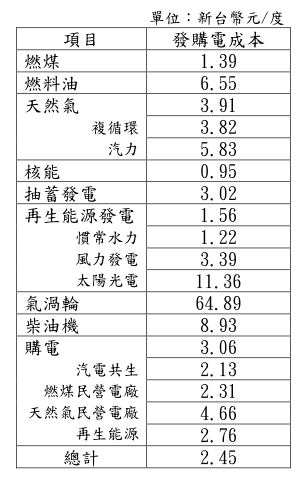 單位：新台幣元/度
項目 發購電成本
燃煤 1.39
燃料油 6.55
天然氣 3.91
複循環 3.82
汽力 5.83
核能 0.95
抽蓄發電 3.02
再生能源發電 1.56
慣常水力 1.22
風力發電 3.39
太陽光電 11.36
氣渦輪 64.89
柴油機 8.93
購電 3.06
汽電共生 2.13
燃煤民營電廠 2.31
天然氣民營電廠 4.66
再生能源 2.76
總計 2.45